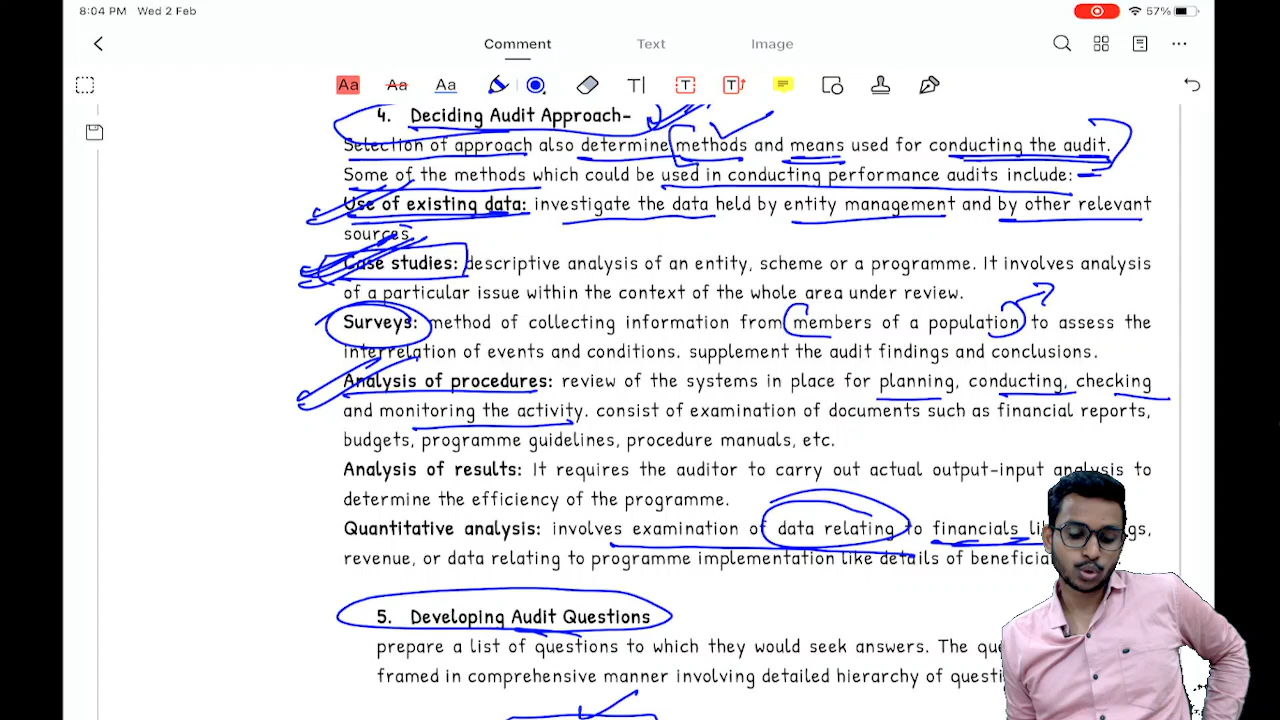 8:04 PM Wed 2 Feb
57%
Comment Text Image
Aa Aa Aa T T T
4. Deciding Audit Approach-
Selection of approach also determine methods and means used for conducting the audit.
Some of the methods which could be used in conducting performance audits include:
Use of existing data: investigate the data held by entity management and by other relevant
sources.
Case studies: descriptive analysis of an entity, scheme or a programme. It involves analysis
of a particular issue within the context of the whole area under review.
Surveys: method of collecting information from members of a population to assess the
interrelation of events and conditions. supplement the audit findings and conclusions.
Analysis of procedures: review of the systems in place for planning, conducting, checking
and monitoring the activity. consist of examination of documents such as financial reports,
budgets, programme guidelines, procedure manuals, etc.
Analysis of results: It requires the auditor to carry out actual output-input analysis to
determine the efficiency of the programme.
Quantitative analysis: involves examination of data relating to financials
revenue, or data relating to programme implementation like details of
5. Developing Audit Questions
prepare a list of questions to which they would seek answers. The
framed in comprehensive manner involving detailed hierarchy of